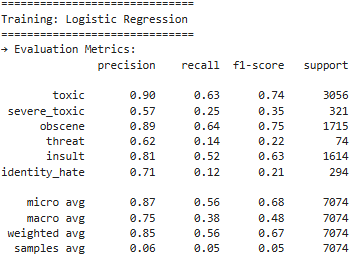 ==============================
Training: Logistic Regression
==============================
→ Evaluation Metrics:
               precision    recall  f1-score   support

        toxic       0.90      0.63      0.74      3056
 severe_toxic       0.57      0.25      0.35       321
      obscene       0.89      0.64      0.75      1715
       threat       0.62      0.14      0.22        74
       insult       0.81      0.52      0.63      1614
identity_hate       0.71      0.12      0.21       294

    micro avg       0.87      0.56      0.68      7074
    macro avg       0.75      0.38      0.48      7074
 weighted avg       0.85      0.56      0.67      7074
  samples avg       0.06      0.05      0.05      7074